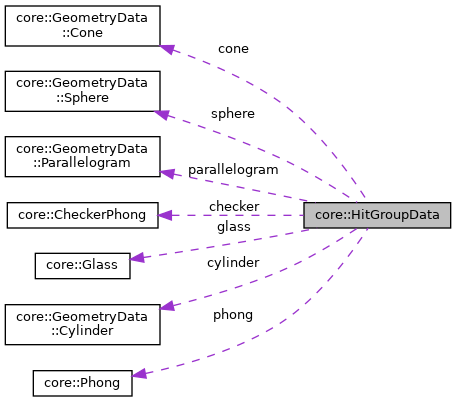 core::GeometryData
::Cone
cone
core::GeometryData
::Sphere
sphere
core::GeometryData
::Parallelogram
parallelogram
core::CheckerPhong
checker
core::HitGroupData
glass
core::Glass
cylinder
core::GeometryData
::Cylinder
phong
core::Phong